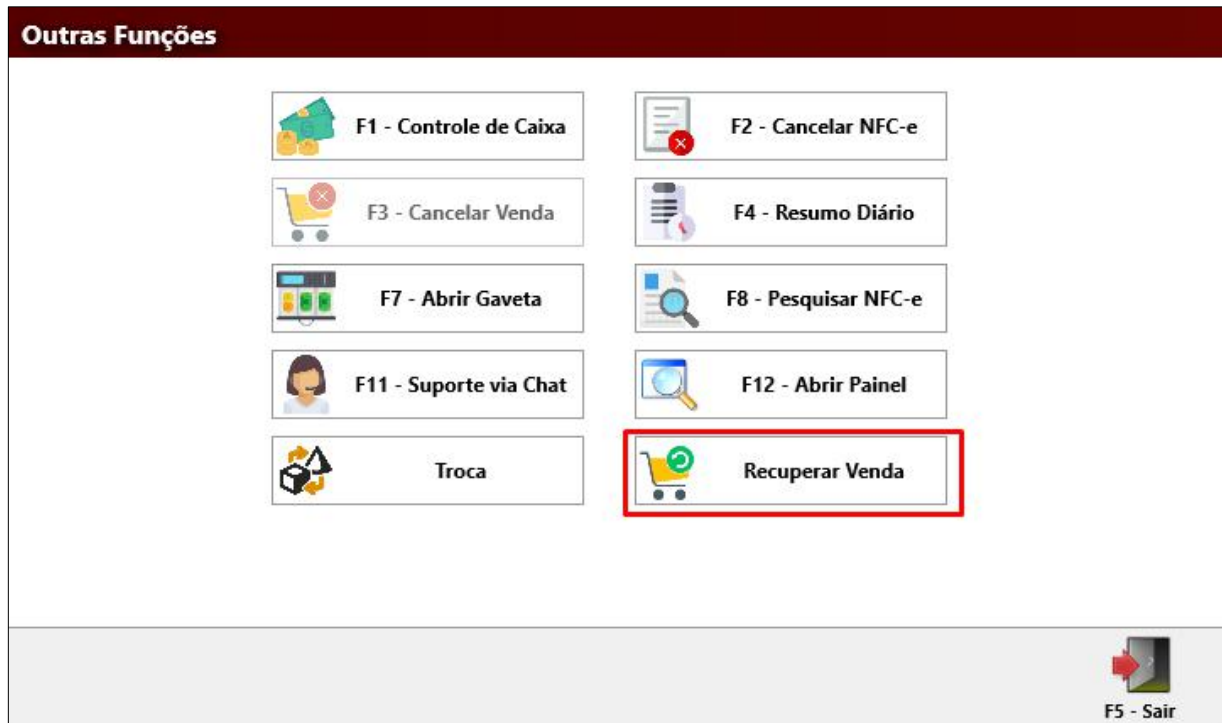 Outras Funções
F1 - Controle de Caixa
F2 - Cancelar NFC-e
F3 - Cancelar Venda
F4 - Resumo Diário
F7 - Abrir Gaveta
F8 - Pesquisar NFC-e
F11 - Suporte via Chat
F12 - Abrir Painel
Troca
Recuperar Venda
F5 - Sair